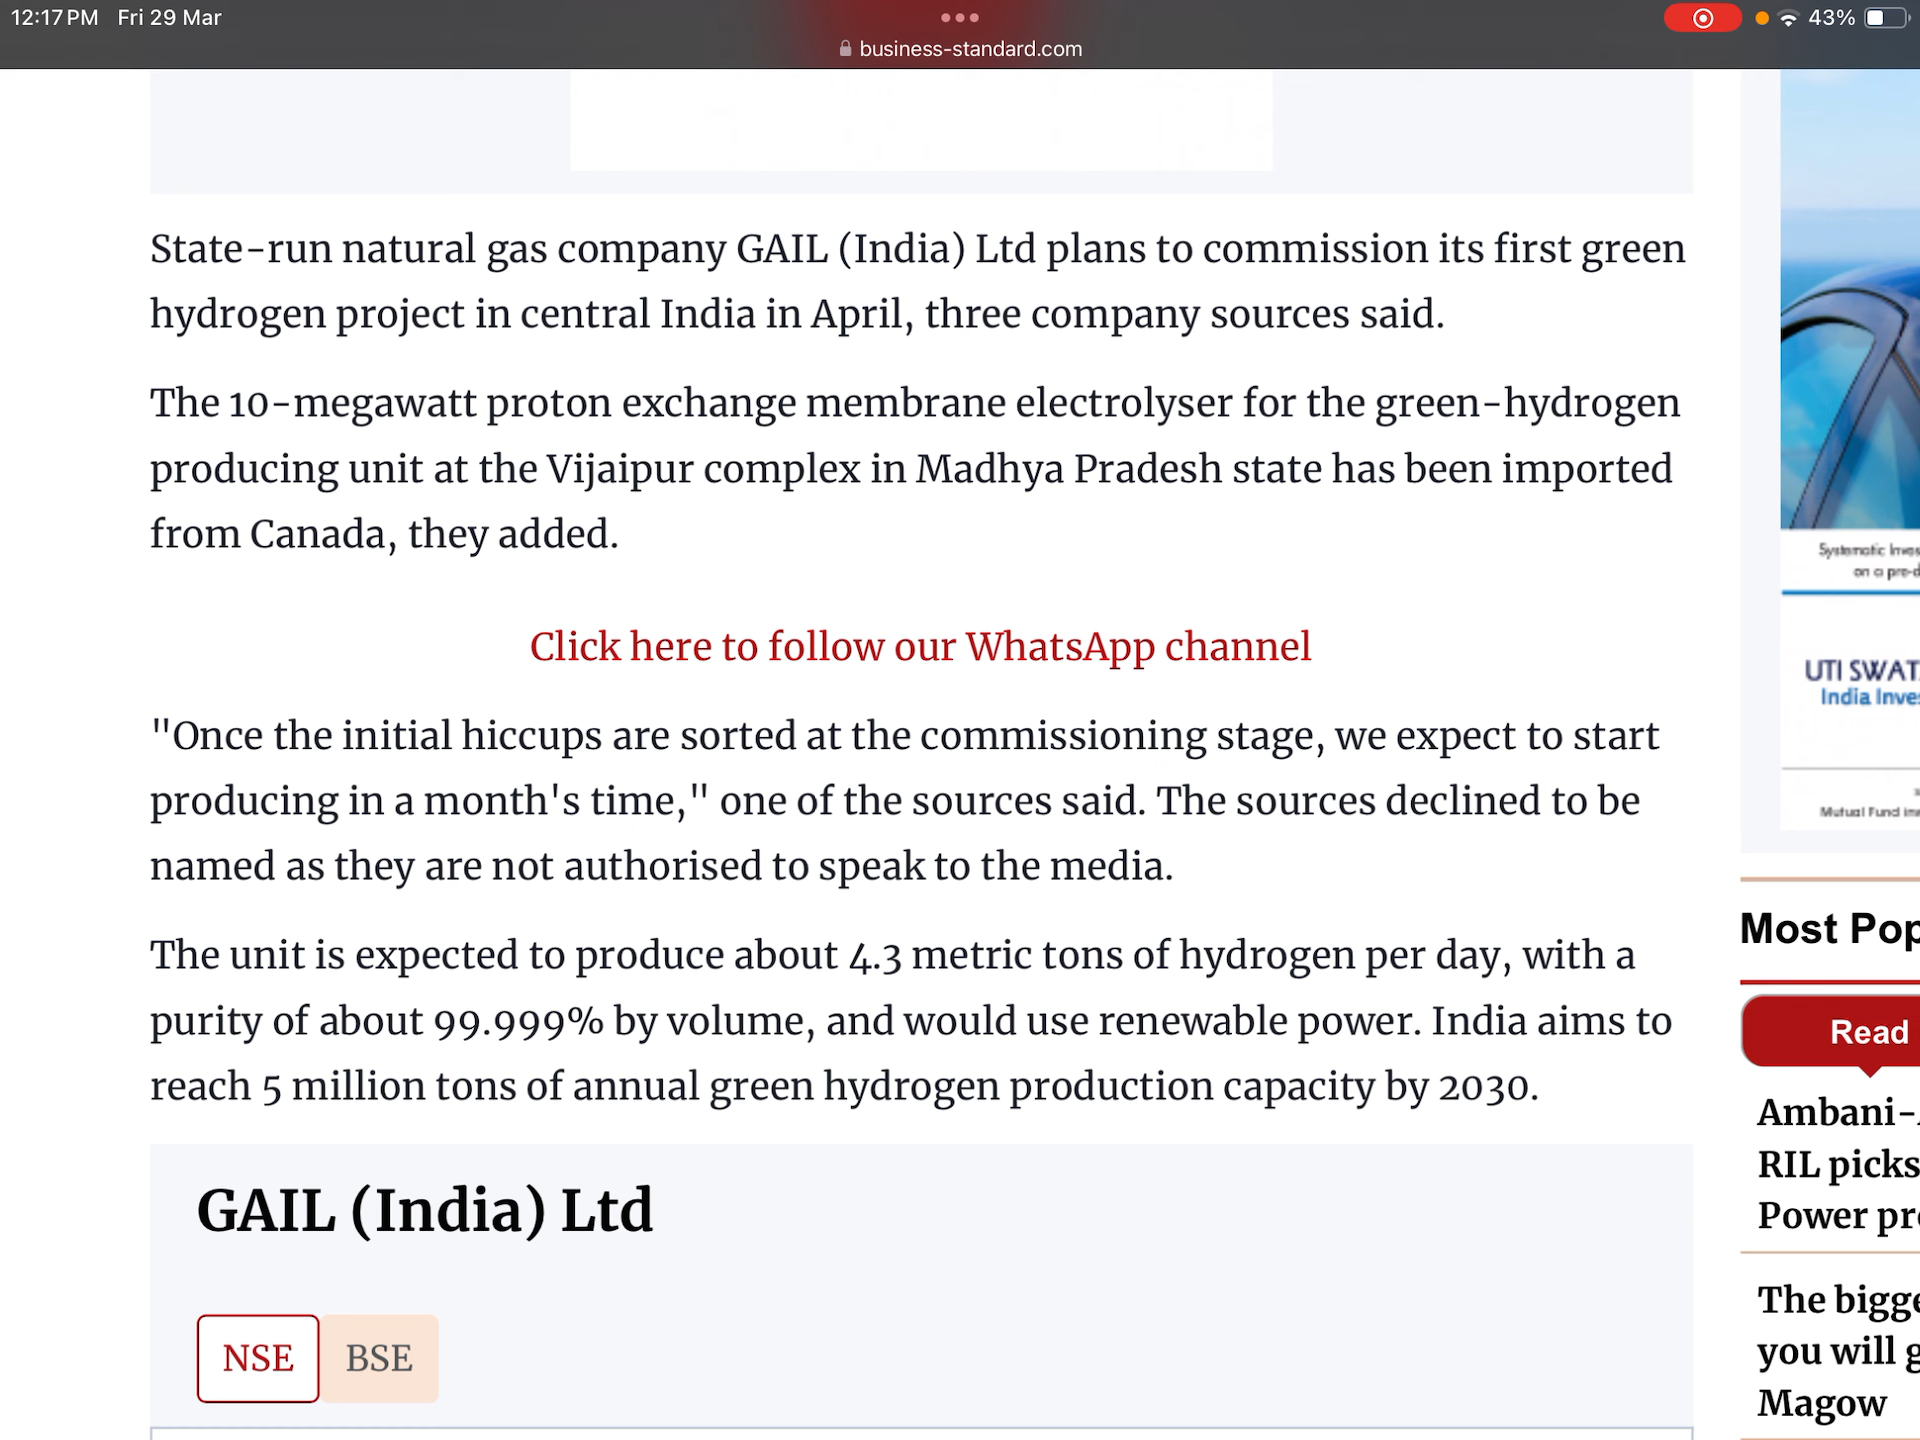 12:17 PM Fri 29 Mar
43%
business-standard.com
State-run natural gas company GAIL (India) Ltd plans to commission its first green
hydrogen project in central India in April, three company sources said.
The 10-megawatt proton exchange membrane electrolyser for the green-hydrogen
producing unit at the Vijaipur complex in Madhya Pradesh state has been imported
from Canada, they added.
Click here to follow our WhatsApp channel
"Once the initial hiccups are sorted at the commissioning stage, we expect to start
producing in a month's time," one of the sources said. The sources declined to be
named as they are not authorised to speak to the media.
The unit is expected to produce about 4.3 metric tons of hydrogen per day, with a
purity of about 99.999% by volume, and would use renewable power. India aims to
reach 5 million tons of annual green hydrogen production capacity by 2030.
GAIL (India) Ltd
NSE BSE
Systematic
on a
UTI
India
Mutual Fund
Most
Read
Ambani-
RIL picks
Power
The
you will
Magow